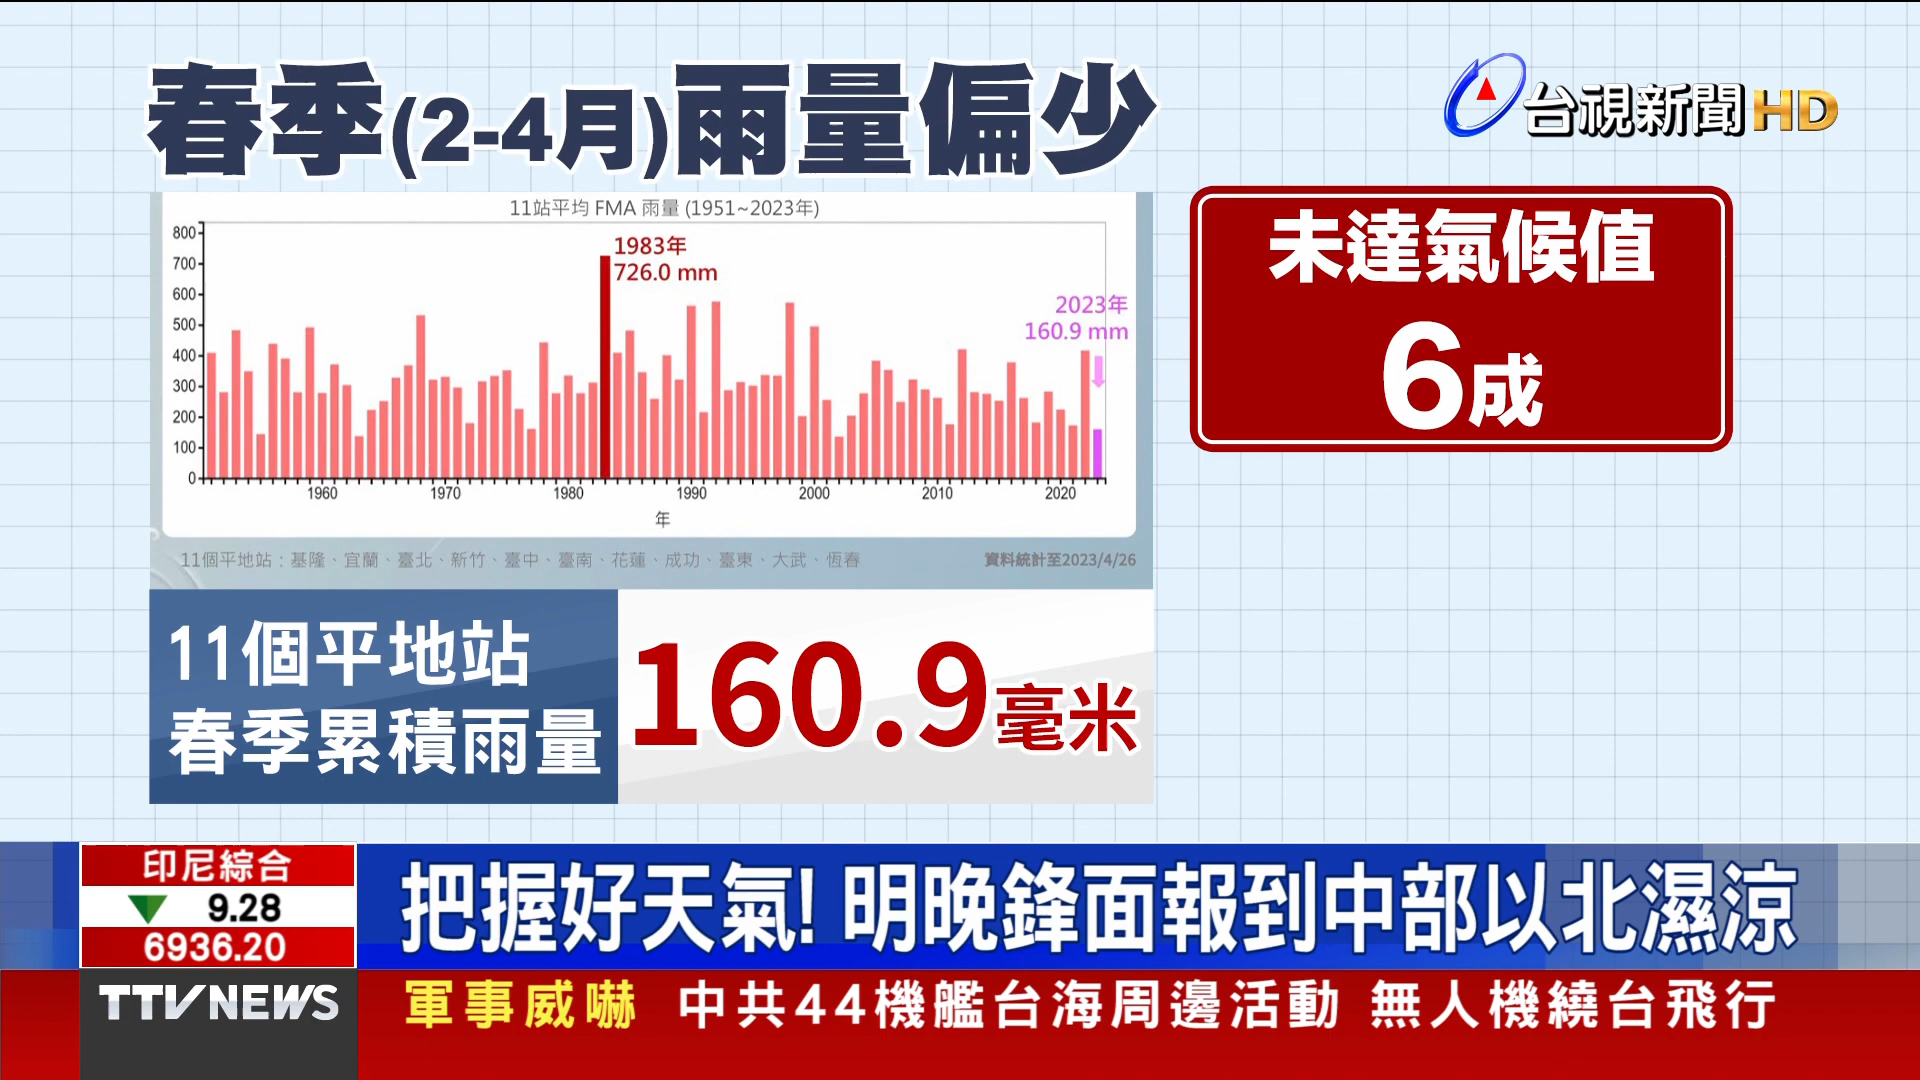 春季(2-4月)雨量偏少
台視新聞HD
11站平均 FMA 雨量 (1951~2023年)
800
700
600
500
400
300
200
100
0
1983年
726.0 mm
2023年
160.9 mm
1960 1970 1980 1990 2000 2010 2020
年
11個平地站：基隆、宜蘭、臺北、新竹、臺中、臺南、花蓮、成功、臺東、大武、恆春
資料統計至2023/4/26
未達氣候值
6成
11個平地站
春季累積雨量
160.9毫米
印尼綜合
9.28
6936.20
把握好天氣! 明晚鋒面報到中部以北濕涼
TTV NEWS
軍事威嚇 中共44機艦台海周邊活動 無人機繞台飛行